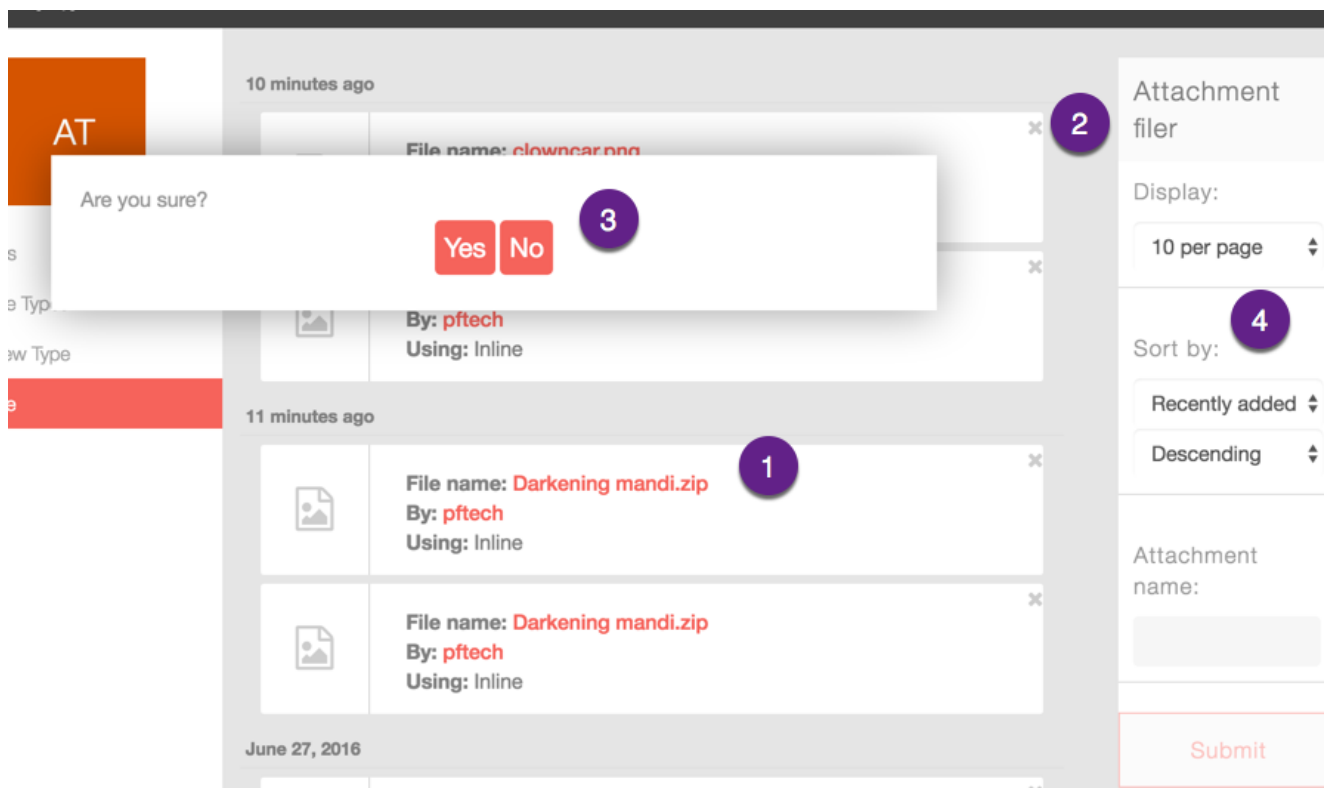 AT
s
e Typ
ew Type
e
10 minutes ago
File name: clowncar.png
2
Are you sure?
3
Yes No
By: pftech
Using: Inline
11 minutes ago
File name: Darkening mandi.zip
1
By: pftech
Using: Inline
File name: Darkening mandi.zip
By: pftech
Using: Inline
June 27, 2016
Attachment
filer
Display:
10 per page
4
Sort by:
Recently added
Descending
Attachment
name:
Submit